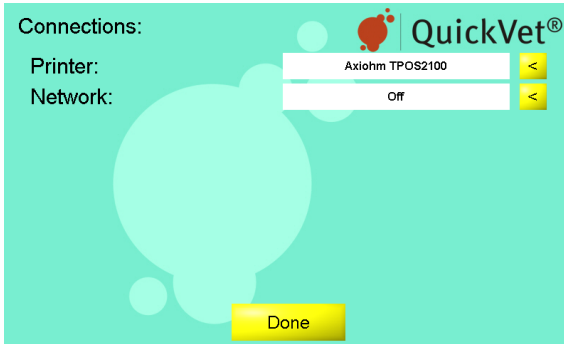 Connections:
QuickVet®
Printer:
Axiohm TPOS2100
<
Network:
Off
<
Done